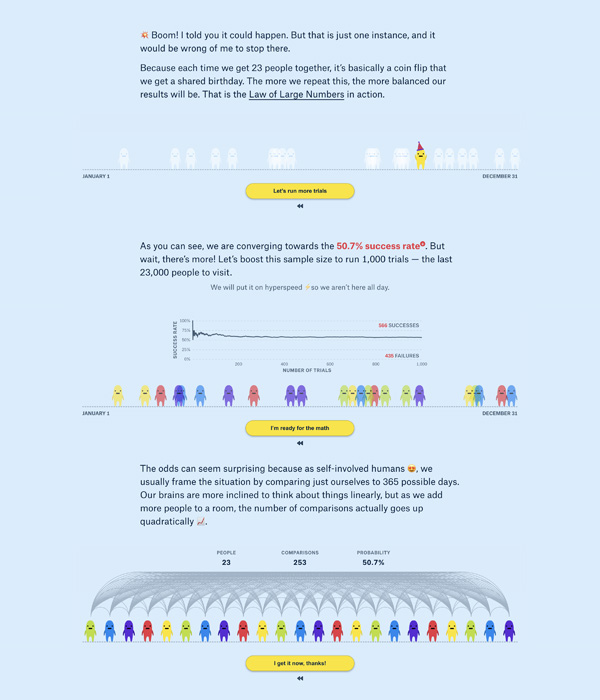 💥 Boom! I told you it could happen. But that is just one instance, and it
would be wrong of me to stop there.
Because each time we get 23 people together, it's basically a coin flip that
we get a shared birthday. The more we repeat this, the more balanced our
results will be. That is the Law of Large Numbers in action.
JANUARY 1
DECEMBER 31
Let's run more trials
As you can see, we are converging towards the 50.7% success rate. But
wait, there's more! Let's boost this sample size to run 1,000 trials — the last
23,000 people to visit.
We will put it on hyperspeed ⚡so we aren't here all day.
SUCCESS RATE
100%
75%
50%
25%
0%
566 SUCCESSES
435 FAILURES
200
400
600
800
1,000
NUMBER OF TRIALS
JANUARY 1
DECEMBER 31
I'm ready for the math
The odds can seem surprising because as self-involved humans 😍, we
usually frame the situation by comparing just ourselves to 365 possible days.
Our brains are more inclined to think about things linearly, but as we add
more people to a room, the number of comparisons actually goes up
quadratically 📈.
PEOPLE
23
COMPARISONS
253
PROBABILITY
50.7%
I get it now, thanks!